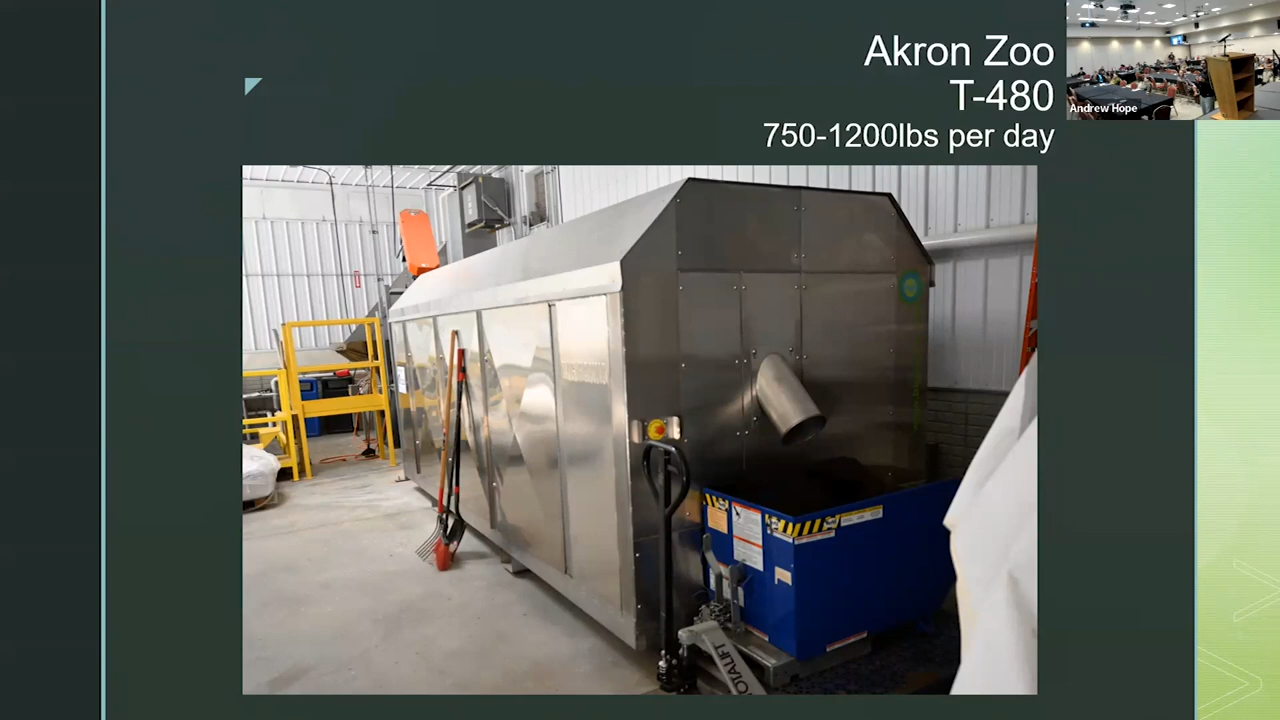 Akron Zoo
T-480
750-1200lbs per day
Andrew Hope
TOTALIFT